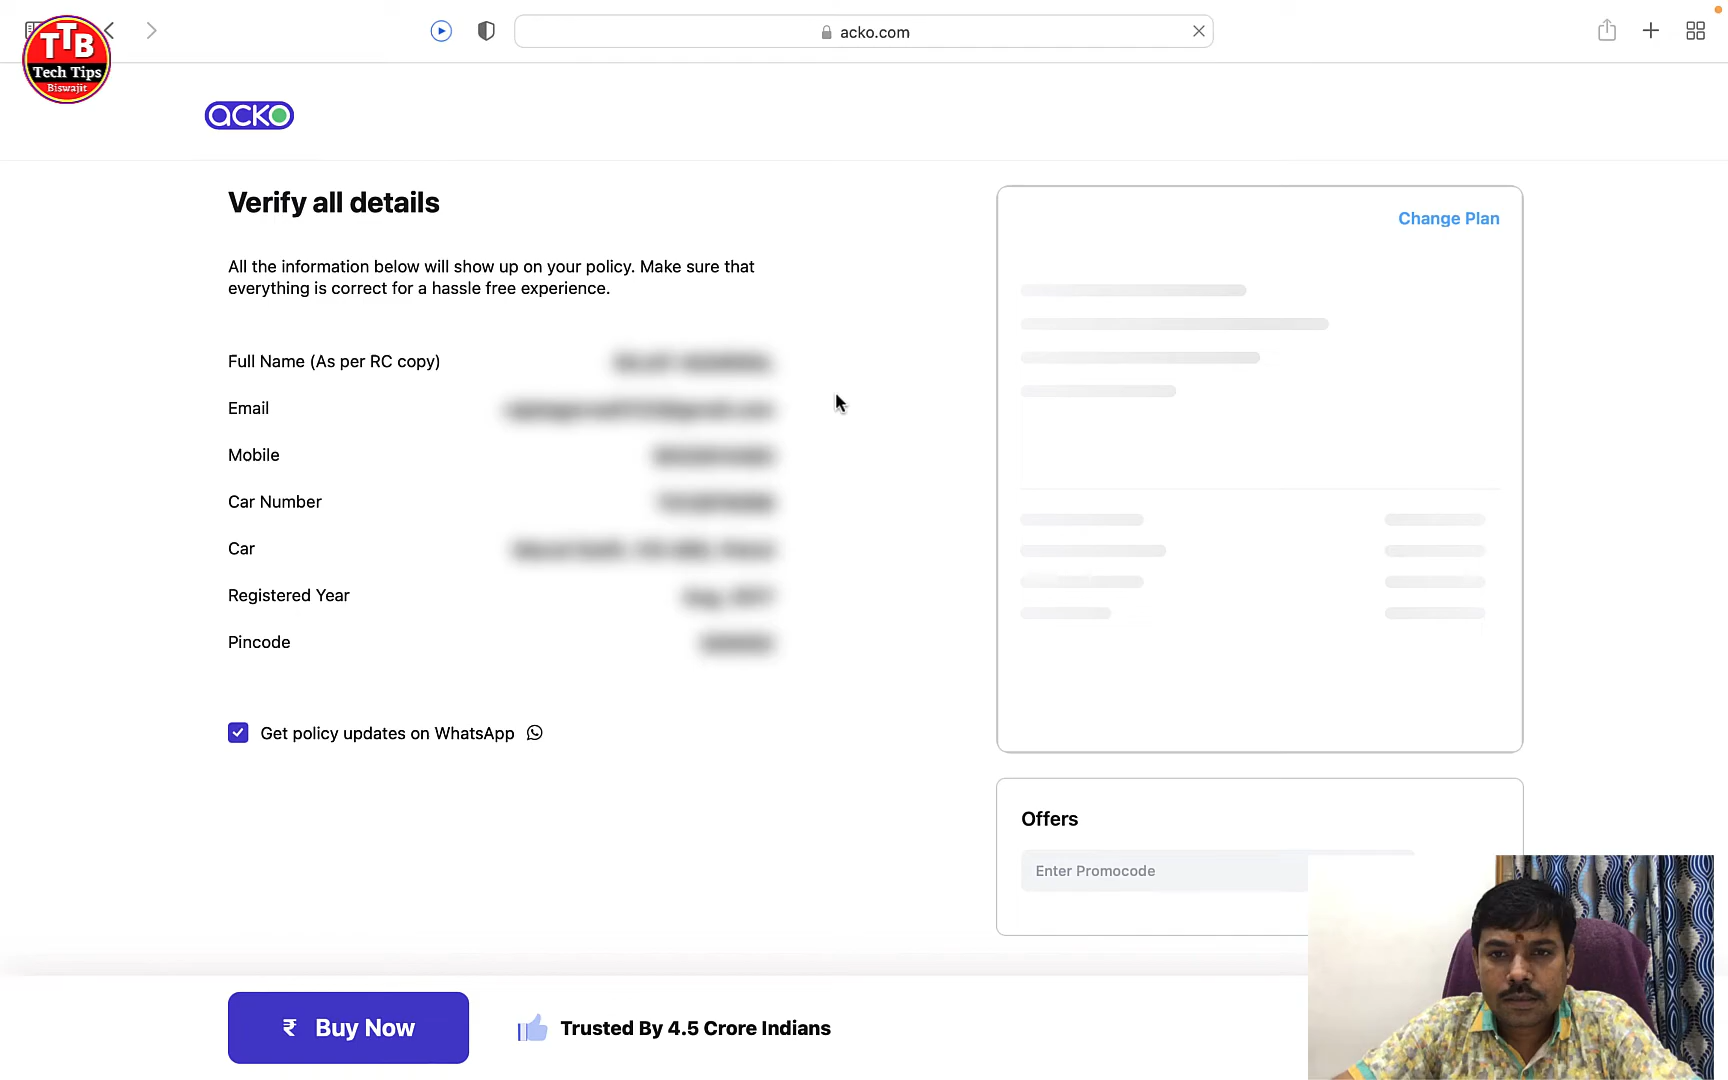 TTB
Tech Tips
Biswajit
acko.com
acko
Verify all details
All the information below will show up on your policy. Make sure that
everything is correct for a hassle free experience.
Full Name (As per RC copy)
Email
Mobile
Car Number
Car
Registered Year
Pincode
Get policy updates on WhatsApp
Change Plan
Offers
Enter Promocode
₹ Buy Now
Trusted By 4.5 Crore Indians